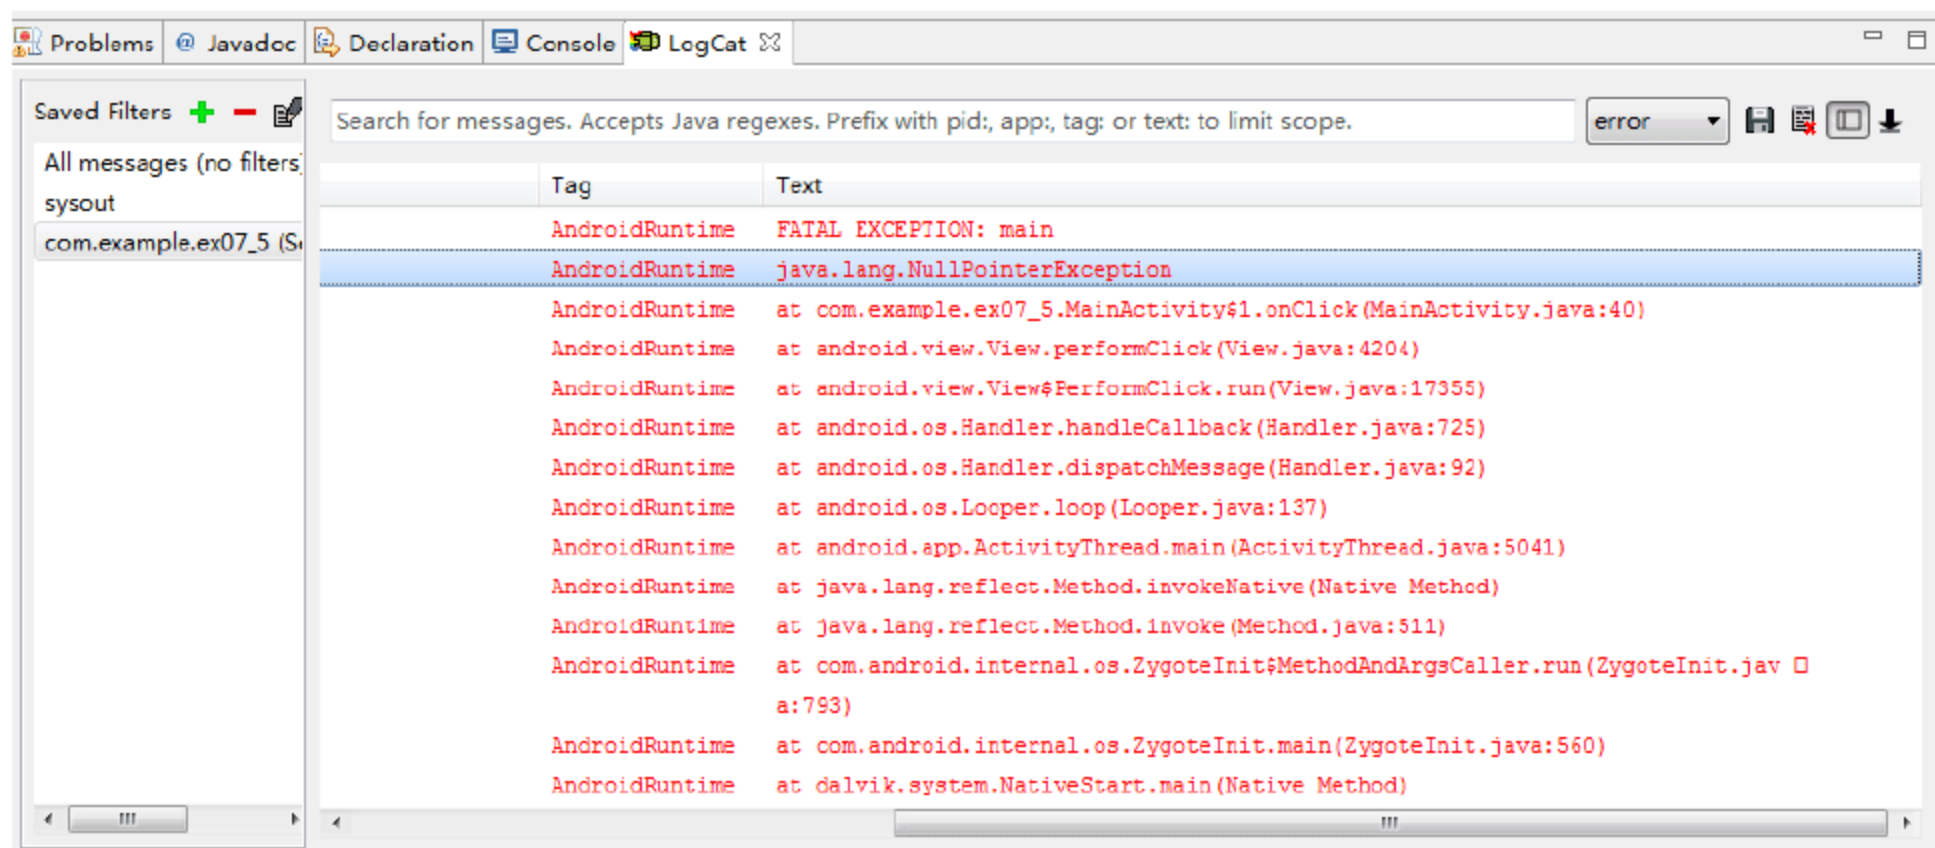 Problems @ Javadoc Declaration Console LogCat
Saved Filters
Search for messages. Accepts Java regexes. Prefix with pid:, app:, tag: or text: to limit scope.
error
All messages (no filters)
sysout
com.example.ex07_5 (Se
Tag Text
AndroidRuntime FATAL EXCEPTION: main
AndroidRuntime java.lang.NullPointerException
AndroidRuntime at com.example.ex07_5.MainActivity$1.onClick(MainActivity.java:40)
AndroidRuntime at android.view.View.performClick(View.java:4204)
AndroidRuntime at android.view.View$PerformClick.run(View.java:17355)
AndroidRuntime at android.os.Handler.handleCallback(Handler.java:725)
AndroidRuntime at android.os.Handler.dispatchMessage(Handler.java:92)
AndroidRuntime at android.os.Looper.loop(Looper.java:137)
AndroidRuntime at android.app.ActivityThread.main(ActivityThread.java:5041)
AndroidRuntime at java.lang.reflect.Method.invokeNative(Native Method)
AndroidRuntime at java.lang.reflect.Method.invoke(Method.java:511)
AndroidRuntime at com.android.internal.os.ZygoteInit$MethodAndArgsCaller.run(ZygoteInit.jav
a:793)
AndroidRuntime at com.android.internal.os.ZygoteInit.main(ZygoteInit.java:560)
AndroidRuntime at dalvik.system.NativeStart.main(Native Method)